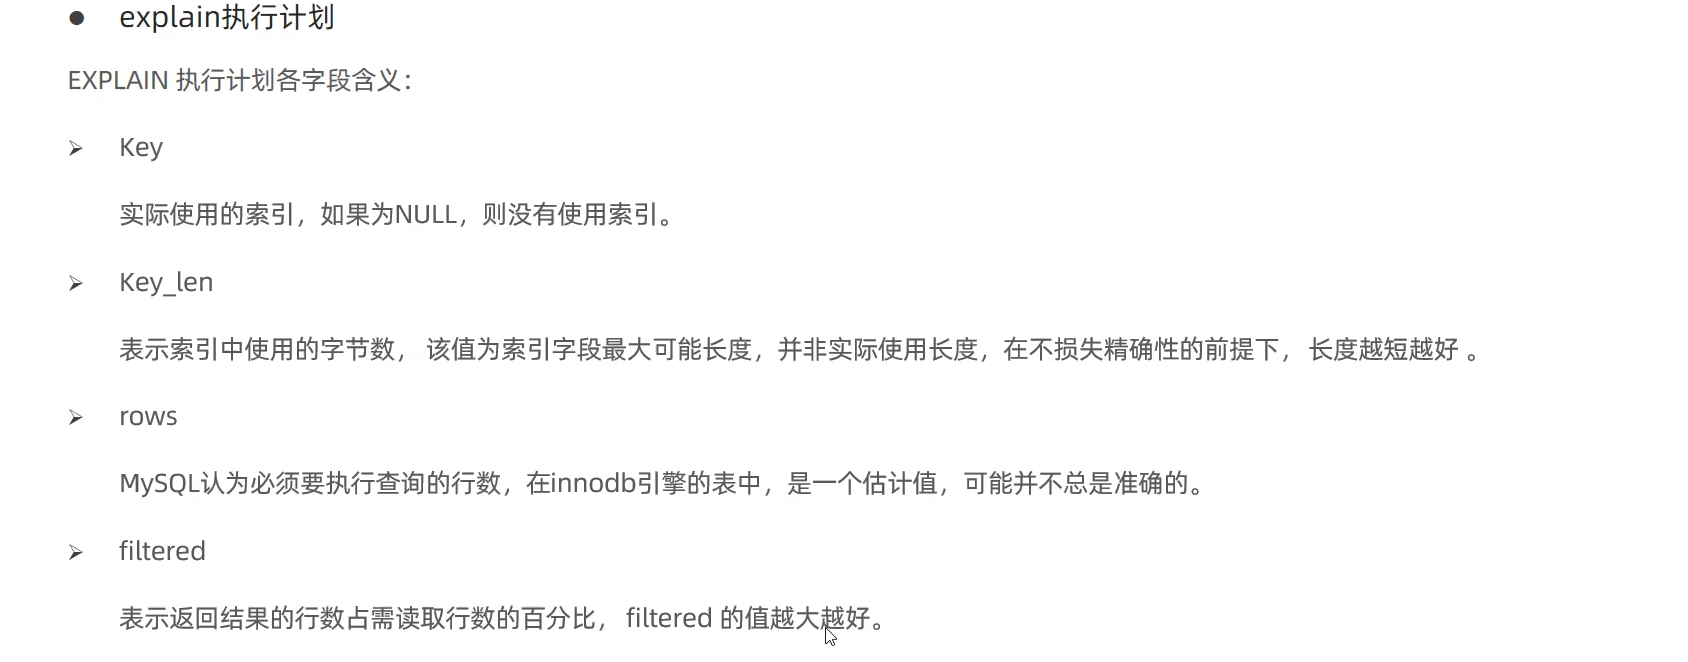 ● explain执行计划
EXPLAIN 执行计划各字段含义：
➢ Key
实际使用的索引，如果为NULL，则没有使用索引。
➢ Key_len
表示索引中使用的字节数， 该值为索引字段最大可能长度，并非实际使用长度，在不损失精确性的前提下， 长度越短越好 。
➢ rows
MySQL认为必须要执行查询的行数，在innodb引擎的表中，是一个估计值，可能并不总是准确的。
➢ filtered
表示返回结果的行数占需读取行数的百分比， filtered 的值越大越好。